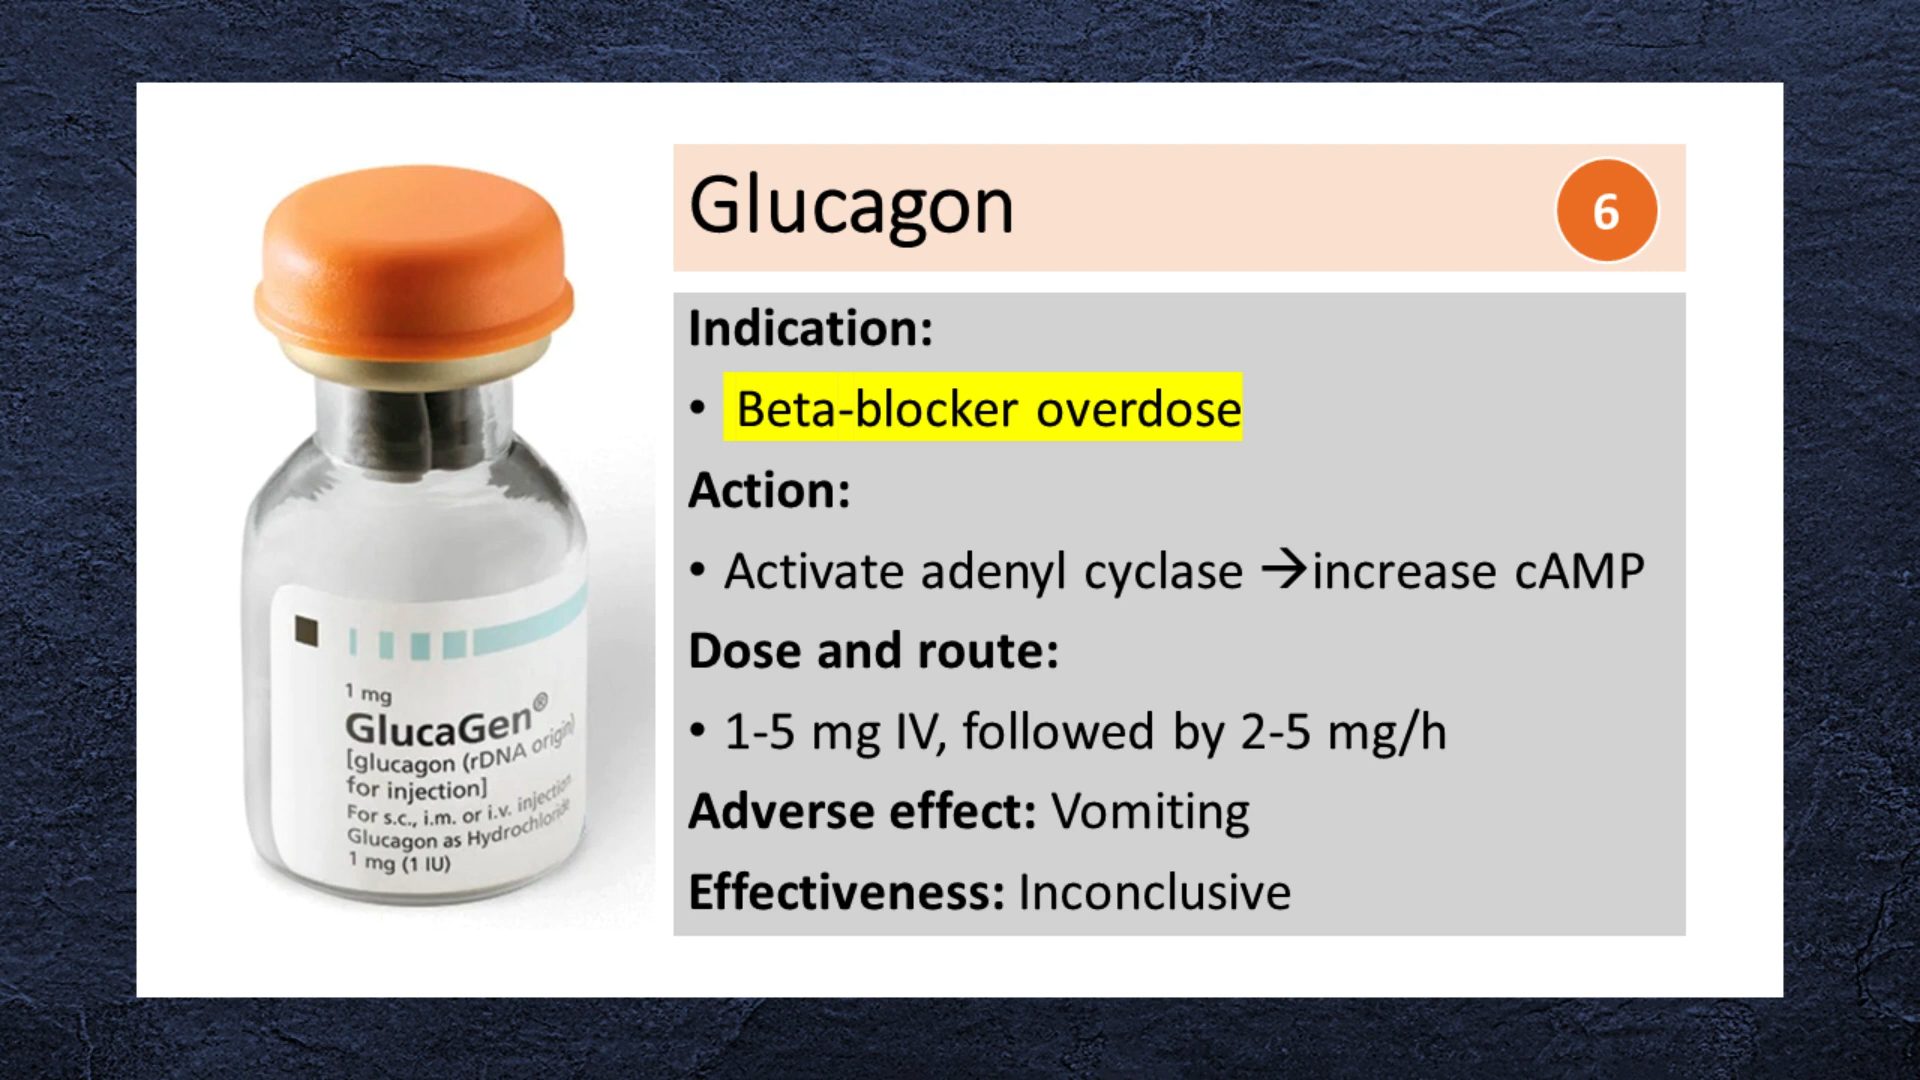 Glucagon
6
Indication:
• Beta-blocker overdose
Action:
• Activate adenyl cyclase →increase cAMP
Dose and route:
• 1-5 mg IV, followed by 2-5 mg/h
Adverse effect: Vomiting
Effectiveness: Inconclusive
1 mg
GlucaGen®
[glucagon (rDNA origin)
for injection]
For s.c., i.m. or i.v. injection
Glucagon as Hydrochloride
1 mg (1 IU)